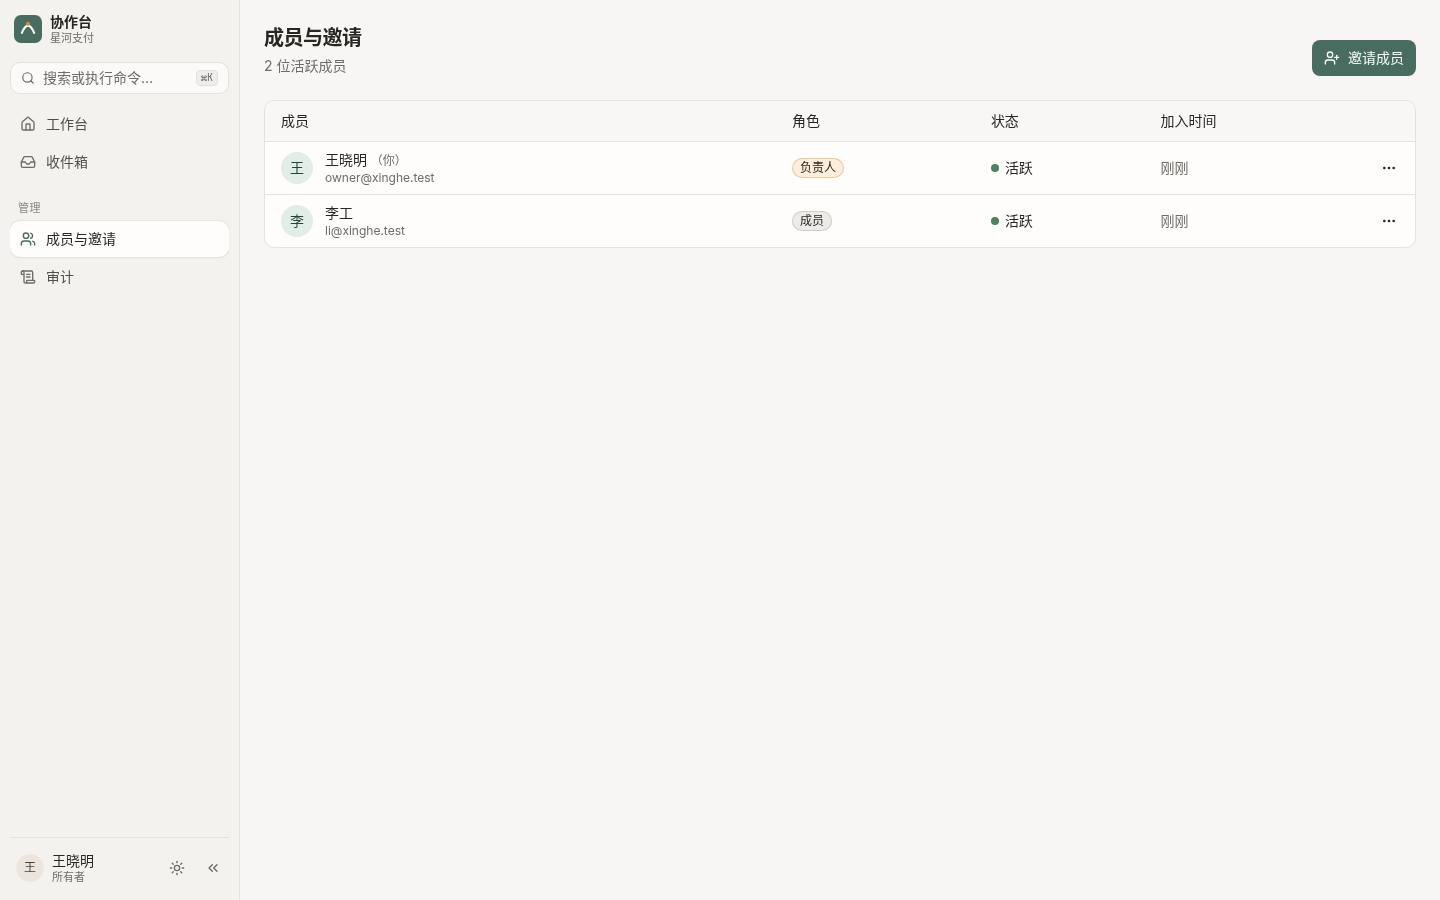 协作台
星河支付
搜索或执行命令... ⌘K
工作台
收件箱
管理
成员与邀请
审计
王 王晓明
所有者
成员与邀请
2 位活跃成员
邀请成员
成员 角色 状态 加入时间
王 王晓明 （你） 负责人 活跃 刚刚
owner@xinghe.test
李 李工 成员 活跃 刚刚
li@xinghe.test